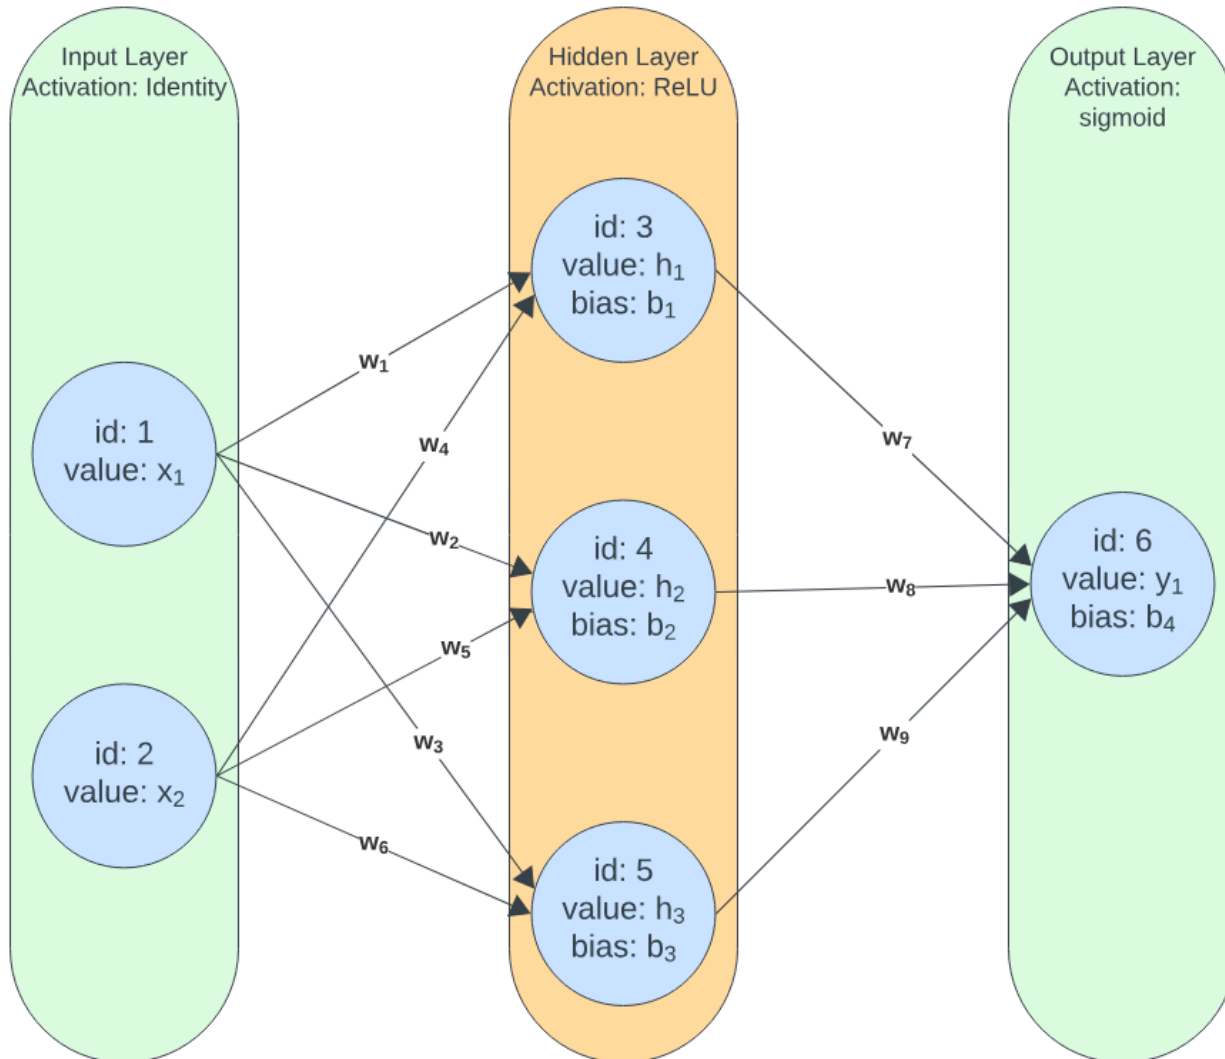 Input Layer
Activation: Identity
id: 1
value: x₁
id: 2
value: x₂
w₁
w₄
w₂
w₅
w₃
w₆
Hidden Layer
Activation: ReLU
id: 3
value: h₁
bias: b₁
id: 4
value: h₂
bias: b₂
id: 5
value: h₃
bias: b₃
w₇
w₈
w₉
Output Layer
Activation:
sigmoid
id: 6
value: y₁
bias: b₄